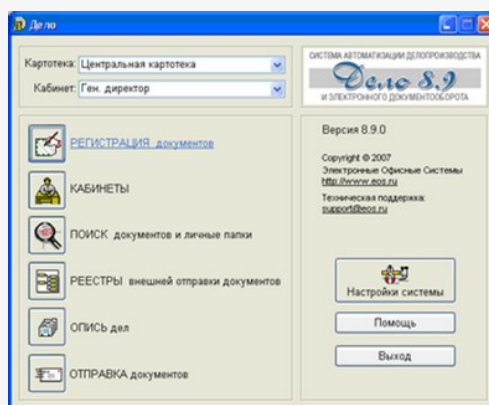 Дело
Картотека: Центральная картотека
Кабинет: Ген. директор
СИСТЕМА АВТОМАТИЗАЦИИ ДЕЛОПРОИЗВОДСТВА
Дело 8.9
И ЭЛЕКТРОННОГО ДОКУМЕНТООБОРОТА
РЕГИСТРАЦИЯ документов
КАБИНЕТЫ
ПОИСК документов и личные папки
РЕЕСТРЫ внешней отправки документов
ОПИСЬ дел
ОТПРАВКА документов
Версия 8.9.0
Copyright © 2007
Электронные Офисные Системы
http://www.eos.ru
Техническая поддержка:
support@eos.ru
Настройки системы
Помощь
Выход